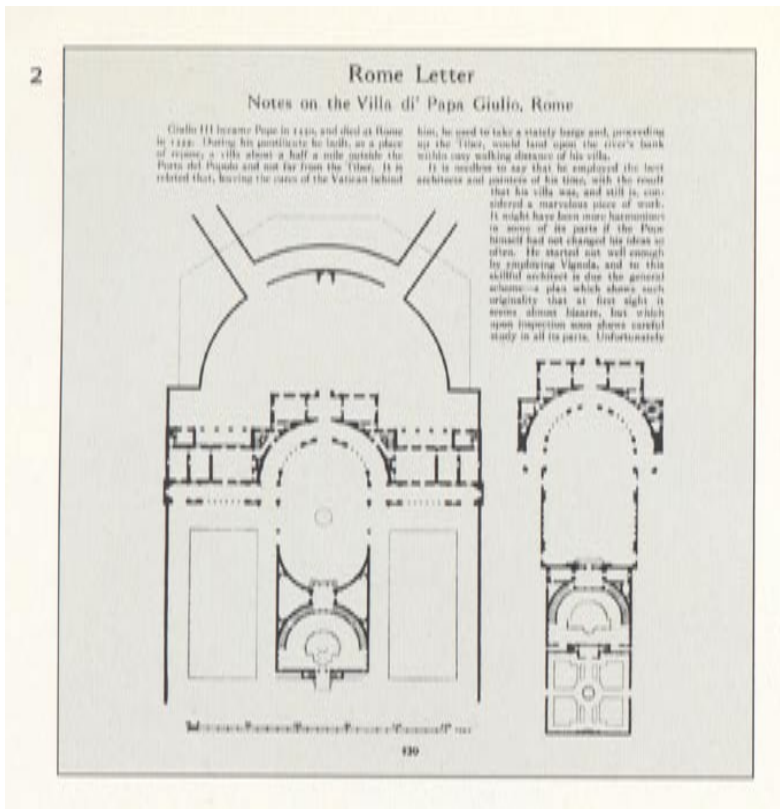 2
Rome Letter
Notes on the Villa di' Papa Giulio, Rome
Giulio III became Pope in and died at Rome
in During his pontificate he built, as a place
of repose, a villa about a half a mile outside the
Porta del Popolo and not far from the Tiber. It is
related that, leaving the cares of the Vatican behind
him, he used to take a stately barge and, proceeding
up the Tiber, would land upon the river's bank
within easy walking distance of his villa.
It is needless to say that he employed the best
architects and painters of his time, with the result
that his villa was, and still is, con-
sidered a marvelous piece of work.
It might have been more harmonious
in some of its parts if the Pope
himself had not changed his ideas so
often. He started out well enough
by employing Vignola, and to this
skillful architect is due the general
scheme—a plan which shows such
originality that at first sight it
seems almost bizarre, but which
upon inspection soon shows careful
study in all its parts. Unfortunately
130